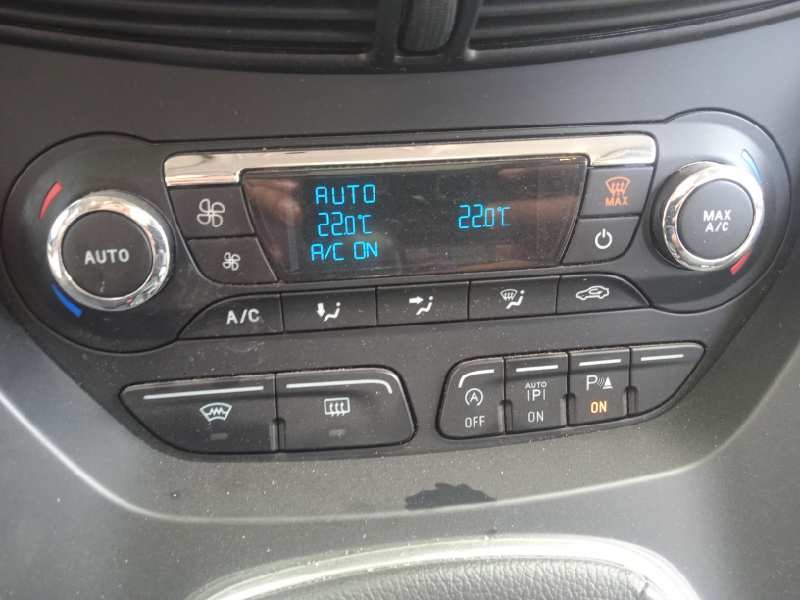 AUTO
22.0°C 22.0°C
A/C ON
MAX
AUTO
MAX
A/C
A/C
A
OFF
AUTO
|P|
ON
P
ON